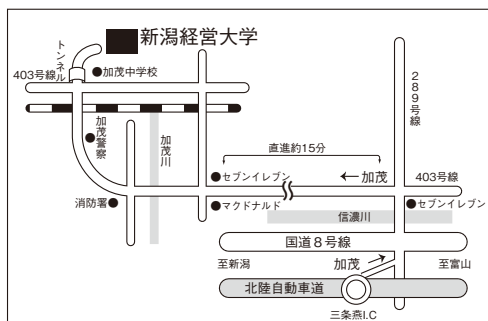 新潟経営大学
トンネル
加茂中学校
403号線
289号線
加茂警察
加茂川
直進約15分
セブンイレブン
←加茂
403号線
消防署
マクドナルド
セブンイレブン
信濃川
国道8号線
至新潟
加茂
至富山
北陸自動車道
三条燕I.C